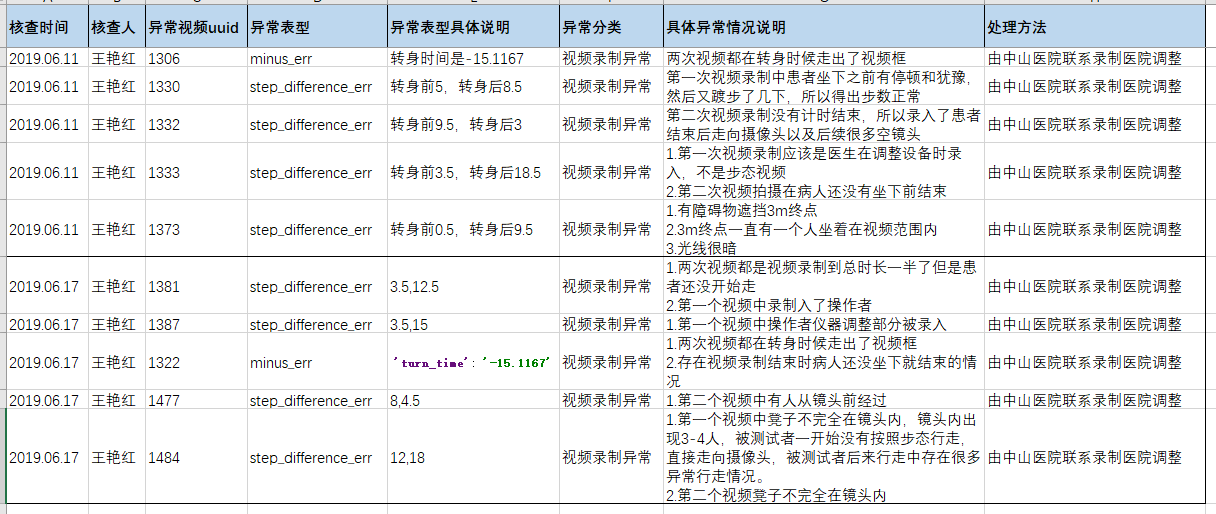 核查时间 核查人 异常视频uuid 异常表型 异常表型具体说明 异常分类 具体异常情况说明 处理方法
2019.06.11 王艳红 1306 minus_err 转身时间是-15.1167 视频录制异常 两次视频都在转身时候走出了视频框 由中山医院联系录制医院调整
2019.06.11 王艳红 1330 step_difference_err 转身前5，转身后8.5 视频录制异常 第一次视频录制中患者坐下之前有停顿和犹豫，
然后又踱步了几下，所以得出步数正常 由中山医院联系录制医院调整
2019.06.11 王艳红 1332 step_difference_err 转身前9.5，转身后3 视频录制异常 第二次视频录制没有计时结束，所以录入了患者
结束后走向摄像头以及后续很多空镜头 由中山医院联系录制医院调整
2019.06.11 王艳红 1333 step_difference_err 转身前3.5，转身后18.5 视频录制异常 1.第一次视频录制应该是医生在调整设备时录
入，不是步态视频
2.第二次视频拍摄在病人还没有坐下前结束 由中山医院联系录制医院调整
2019.06.11 王艳红 1373 step_difference_err 转身前0.5，转身后9.5 视频录制异常 1.有障碍物遮挡3m终点
2.3m终点一直有一个人坐着在视频范围内
3.光线很暗 由中山医院联系录制医院调整
2019.06.17 王艳红 1381 step_difference_err 3.5,12.5 视频录制异常 1.两次视频都是视频录制到总时长一半了但是患
者还没开始走
2.第一个视频中录制入了操作者 由中山医院联系录制医院调整
2019.06.17 王艳红 1387 step_difference_err 3.5,15 视频录制异常 1.第一个视频中操作者仪器调整部分被录入 由中山医院联系录制医院调整
2019.06.17 王艳红 1322 minus_err 'turn_time': '-15.1167' 视频录制异常 1.两次视频都在转身时候走出了视频框
2.存在视频录制结束时病人还没坐下就结束的情
况 由中山医院联系录制医院调整
2019.06.17 王艳红 1477 step_difference_err 8,4.5 视频录制异常 1.第二个视频中有人从镜头前经过 由中山医院联系录制医院调整
2019.06.17 王艳红 1484 step_difference_err 12,18 视频录制异常 1.第一个视频中凳子不完全在镜头内，镜头内出
现3-4人，被测试者一开始没有按照步态行走，
直接走向摄像头，被测试者后来行走中存在很多
异常行走情况。
2.第二个视频凳子不完全在镜头内 由中山医院联系录制医院调整